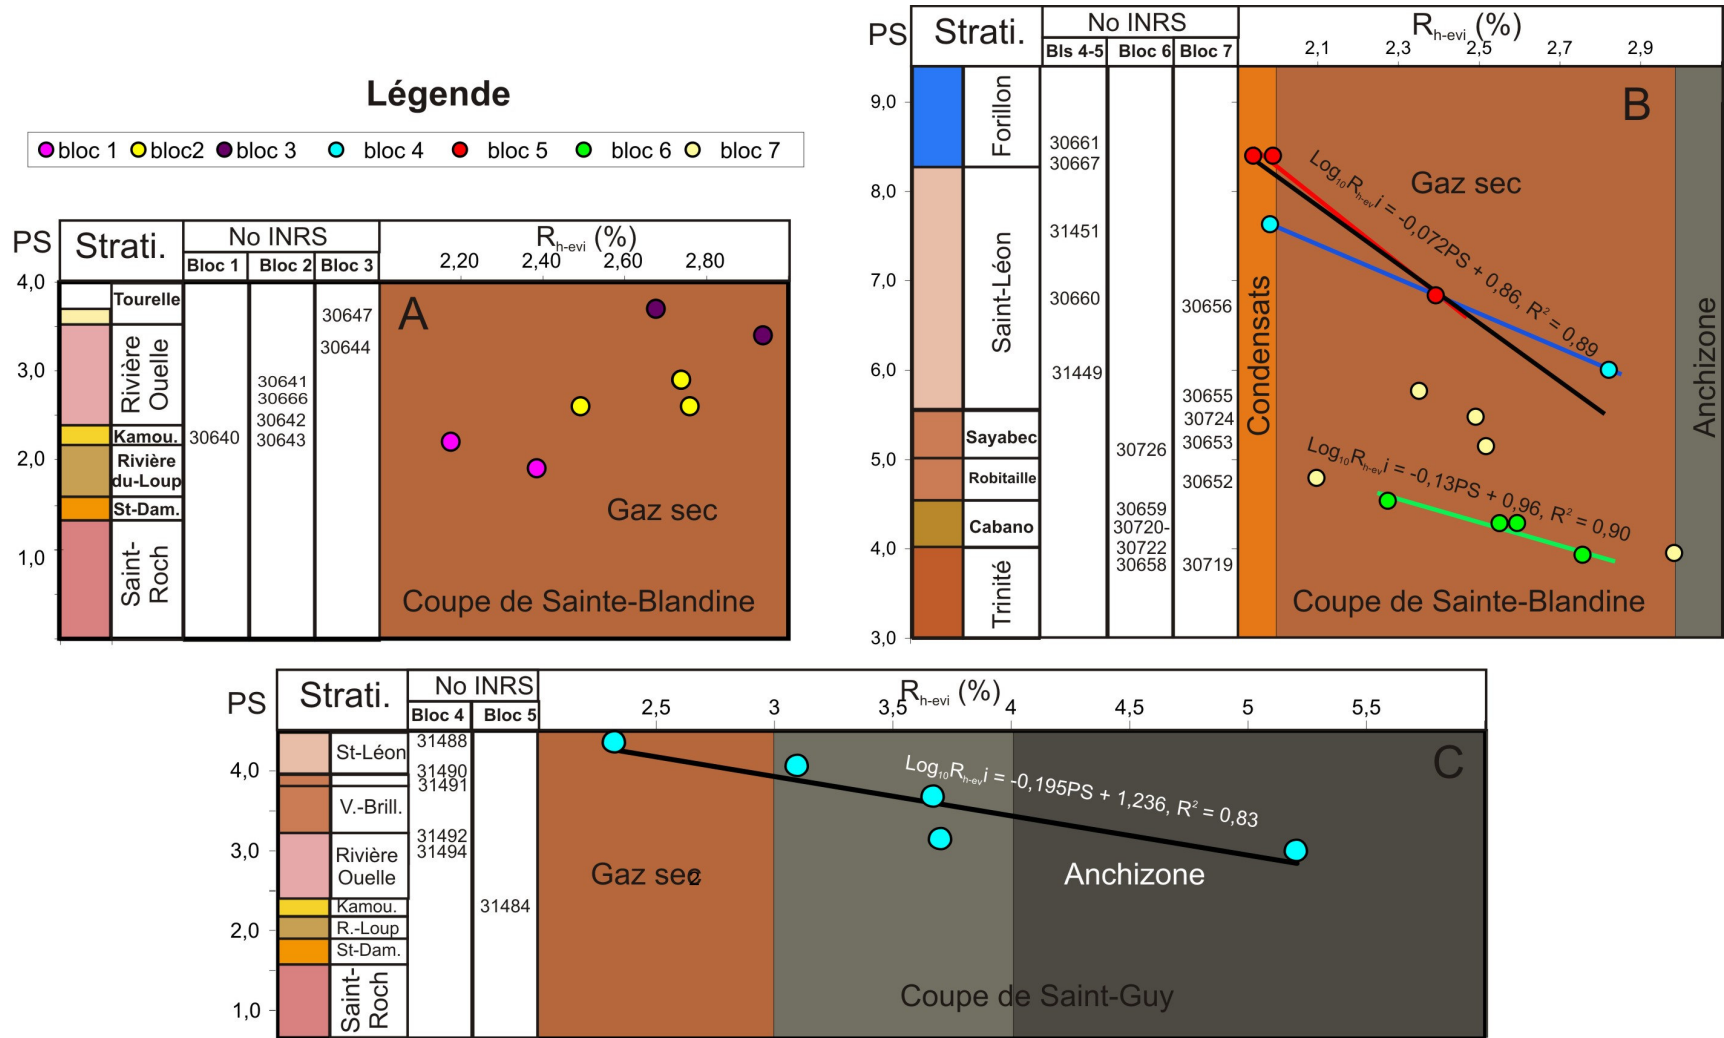 Légende
bloc 1 bloc2 bloc 3 bloc 4 bloc 5 bloc 6 bloc 7
PS Strati. No INRS Rh-evi (%)
Bloc 1 Bloc 2 Bloc 3 2,20 2,40 2,60 2,80
4,0
3,0
2,0
1,0
Tourelle
Rivière
Ouelle
Kamou.
Rivière
du-Loup
St-Dam.
Saint-
Roch
30640
30641
30666
30642
30643
30647
30644
A
Gaz sec
Coupe de Sainte-Blandine
PS Strati. No INRS Rh-evi (%)
Bls 4-5 Bloc 6 Bloc 7 2,1 2,3 2,5 2,7 2,9
9,0
8,0
7,0
6,0
5,0
4,0
3,0
Forillon
Saint-Léon
Sayabec
Robitaille
Cabano
Trinité
30661
30667
31451
30660
31449
30726
30659
30720-
30722
30658
30656
30655
30724
30653
30652
30719
B
Condensats
Gaz sec
Anchizone
Log10Rh-evi = -0,072PS + 0,86, R2 = 0,89
Log10Rh-evi = -0,13PS + 0,96, R2 = 0,90
Coupe de Sainte-Blandine
PS Strati. No INRS Rh-evi (%)
Bloc 4 Bloc 5 2,5 3 3,5 4 4,5 5 5,5
4,0
3,0
2,0
1,0
St-Léon
V.-Brill.
Rivière
Ouelle
Kamou.
R.-Loup
St-Dam.
Saint-
Roch
31488
31490
31491
31492
31494
31484
C
Log10Rh-evi = -0,195PS + 1,236, R2 = 0,83
Gaz sec
2
Anchizone
Coupe de Saint-Guy